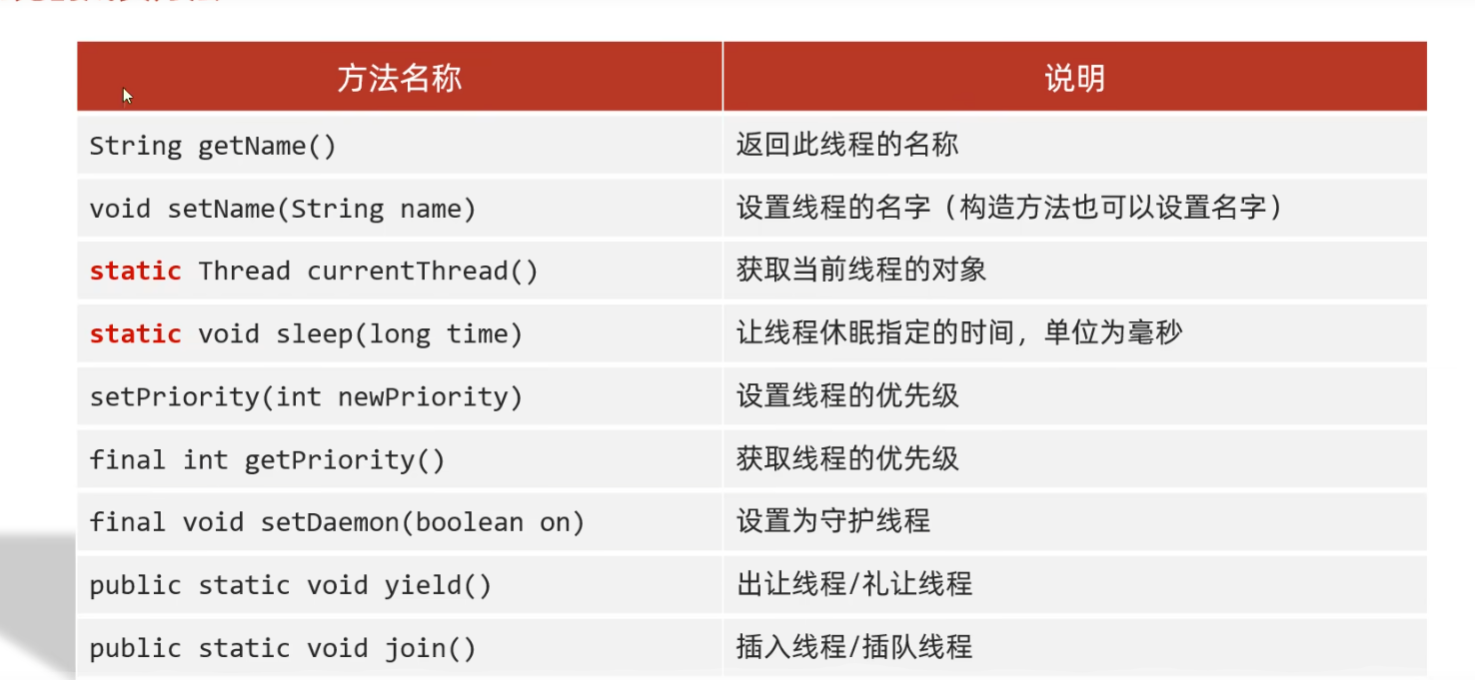 方法名称 说明
String getName() 返回此线程的名称
void setName(String name) 设置线程的名字（构造方法也可以设置名字）
static Thread currentThread() 获取当前线程的对象
static void sleep(long time) 让线程休眠指定的时间，单位为毫秒
setPriority(int newPriority) 设置线程的优先级
final int getPriority() 获取线程的优先级
final void setDaemon(boolean on) 设置为守护线程
public static void yield() 出让线程/礼让线程
public static void join() 插入线程/插队线程